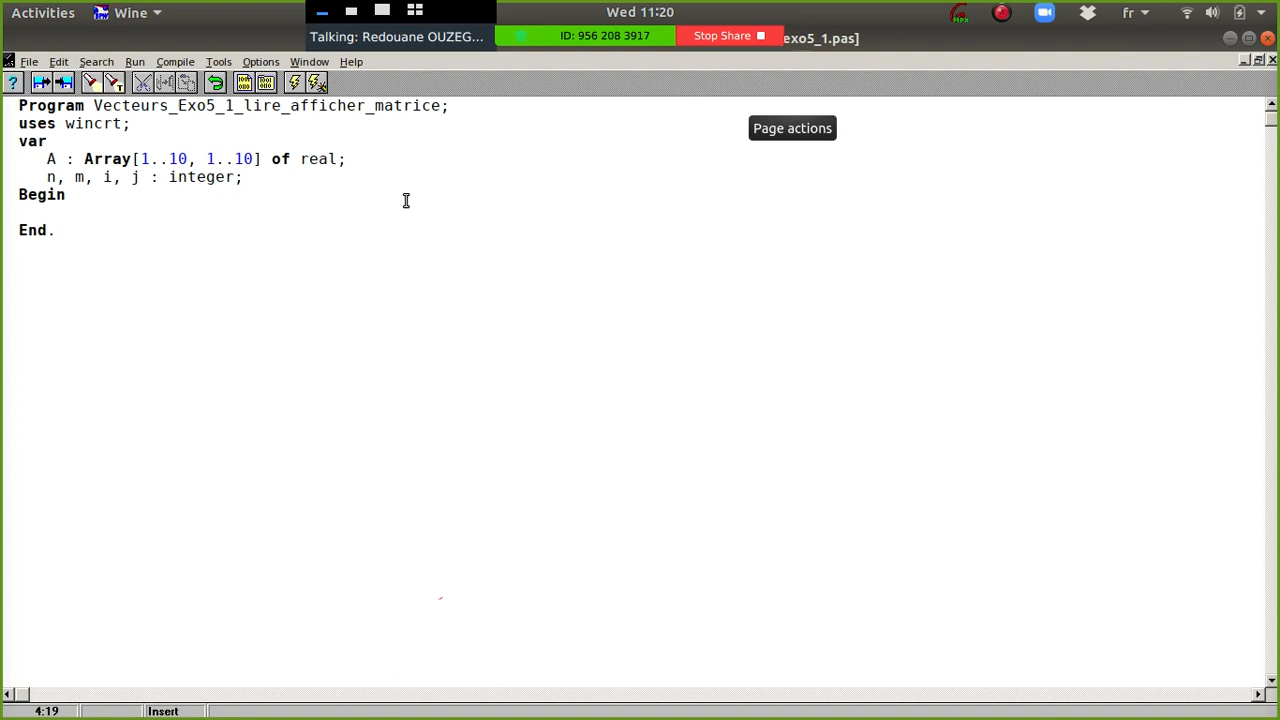 Activities Wine Wed 11:20 fr
Talking: Redouane OUZEG... ID: 956 208 3917 Stop Share exo5_1.pas]
File Edit Search Run Compile Tools Options Window Help
Program Vecteurs_Exo5_1_lire_afficher_matrice;
uses wincrt;
Page actions
var
A : Array[1..10, 1..10] of real;
n, m, i, j : integer;
Begin
End.
4:19 Insert